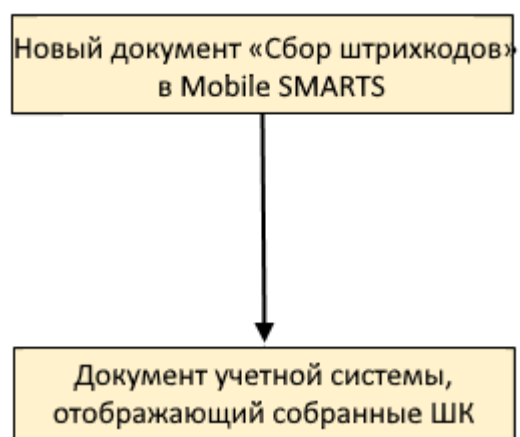 Новый документ «Сбор штрихкодов»
в Mobile SMARTS
Документ учетной системы,
отображающий собранные ШК